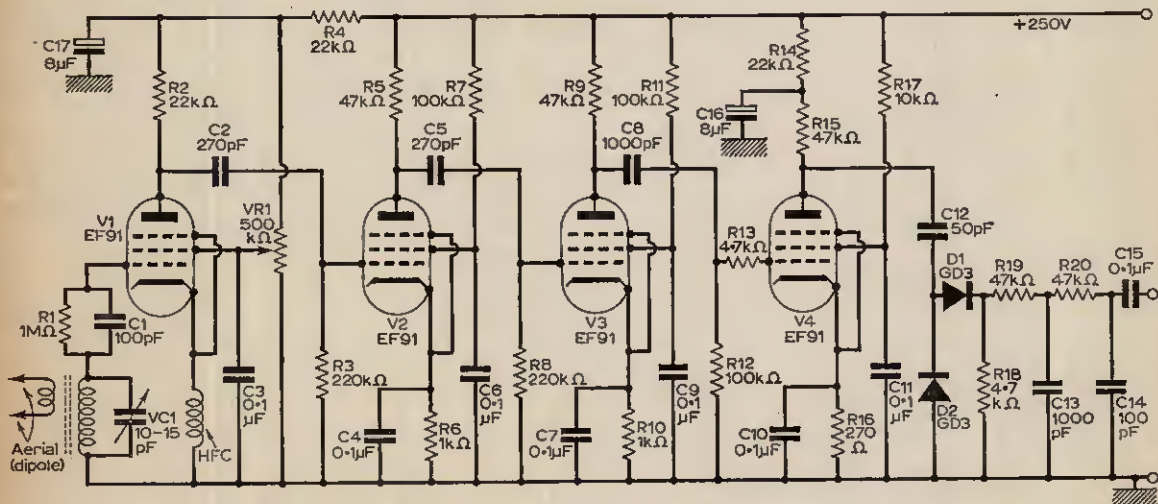 +250V
C17
8µF
R4
22kΩ
R2
22kΩ
R5
47kΩ
R7
100kΩ
R9
47kΩ
R11
100kΩ
R14
22kΩ
R17
10kΩ
C16
8µF
R15
47kΩ
C2
270pF
C5
270pF
C8
1000pF
V1
EF91
VR1
500
kΩ
V2
EF91
V3
EF91
R13
4·7kΩ
V4
EF91
C12
50pF
D1
GD3
R19
47kΩ
R20
47kΩ
C15
0·1µF
R1
1MΩ
C1
100pF
VC1
10-15
pF
Aerial
(dipole)
HFC
C3
0·1
µF
R3
220kΩ
C4
0·1µF
R6
1kΩ
C6
0·1
µF
R8
220kΩ
C7
0·1µF
R10
1kΩ
C9
0·1
µF
R12
100kΩ
C10
0·1µF
R16
270
Ω
C11
0·1
µF
D2
GD3
R18
4·7
kΩ
C13
1000
pF
C14
100
pF